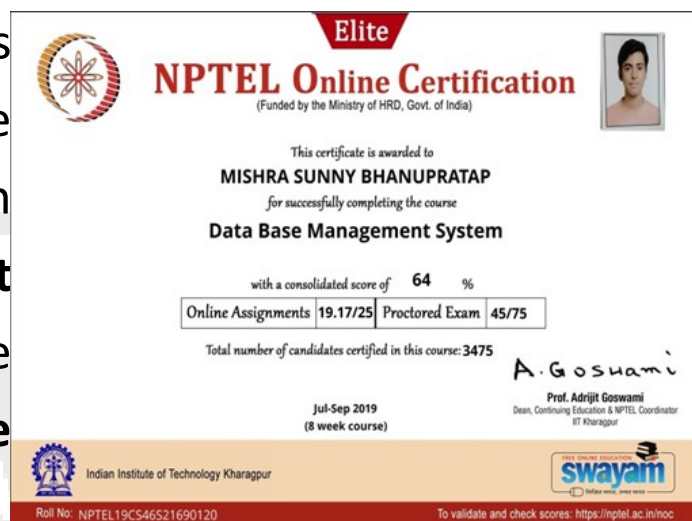 s
e
n
t
e
e
Elite
NPTEL Online Certification
(Funded by the Ministry of HRD, Govt. of India)
This certificate is awarded to
MISHRA SUNNY BHANUPRATAP
for successfully completing the course
Data Base Management System
with a consolidated score of 64 %
Online Assignments 19.17/25 Proctored Exam 45/75
Total number of candidates certified in this course: 3475
A. Goswami
Prof. Adrijit Goswami
Dean, Continuing Education & NPTEL Coordinator
IIT Kharagpur
Jul-Sep 2019
(8 week course)
Indian Institute of Technology Kharagpur
FREE ONLINE EDUCATION
swayam
शिक्षित भारत, उन्नत भारत
Roll No: NPTEL19CS46S21690120
To validate and check scores: https://nptel.ac.in/noc